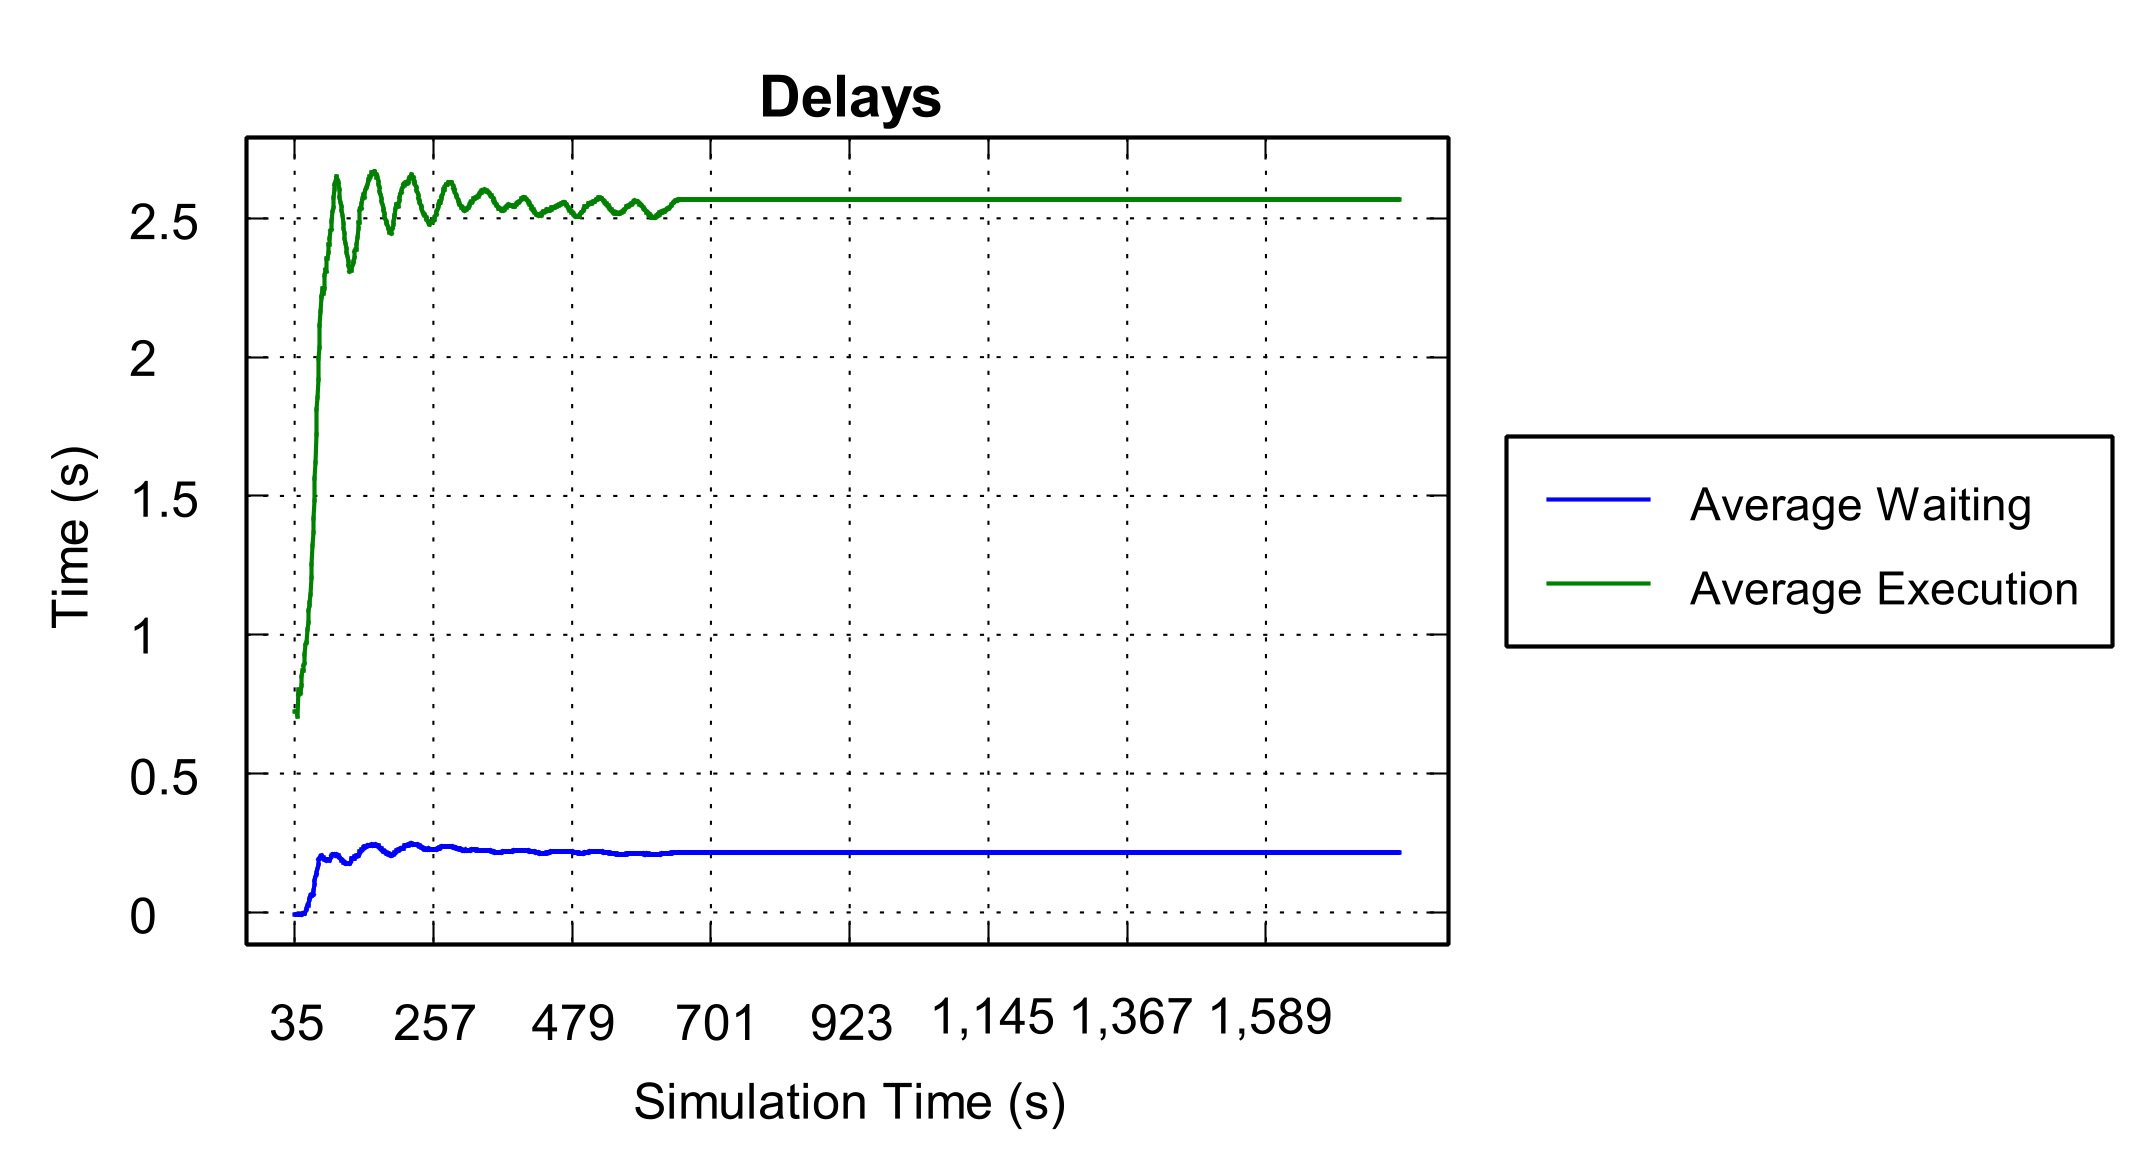 Delays
2.5
2
1.5
1
0.5
0
Time (s)
35 257 479 701 923 1,145 1,367 1,589
Simulation Time (s)
Average Waiting
Average Execution